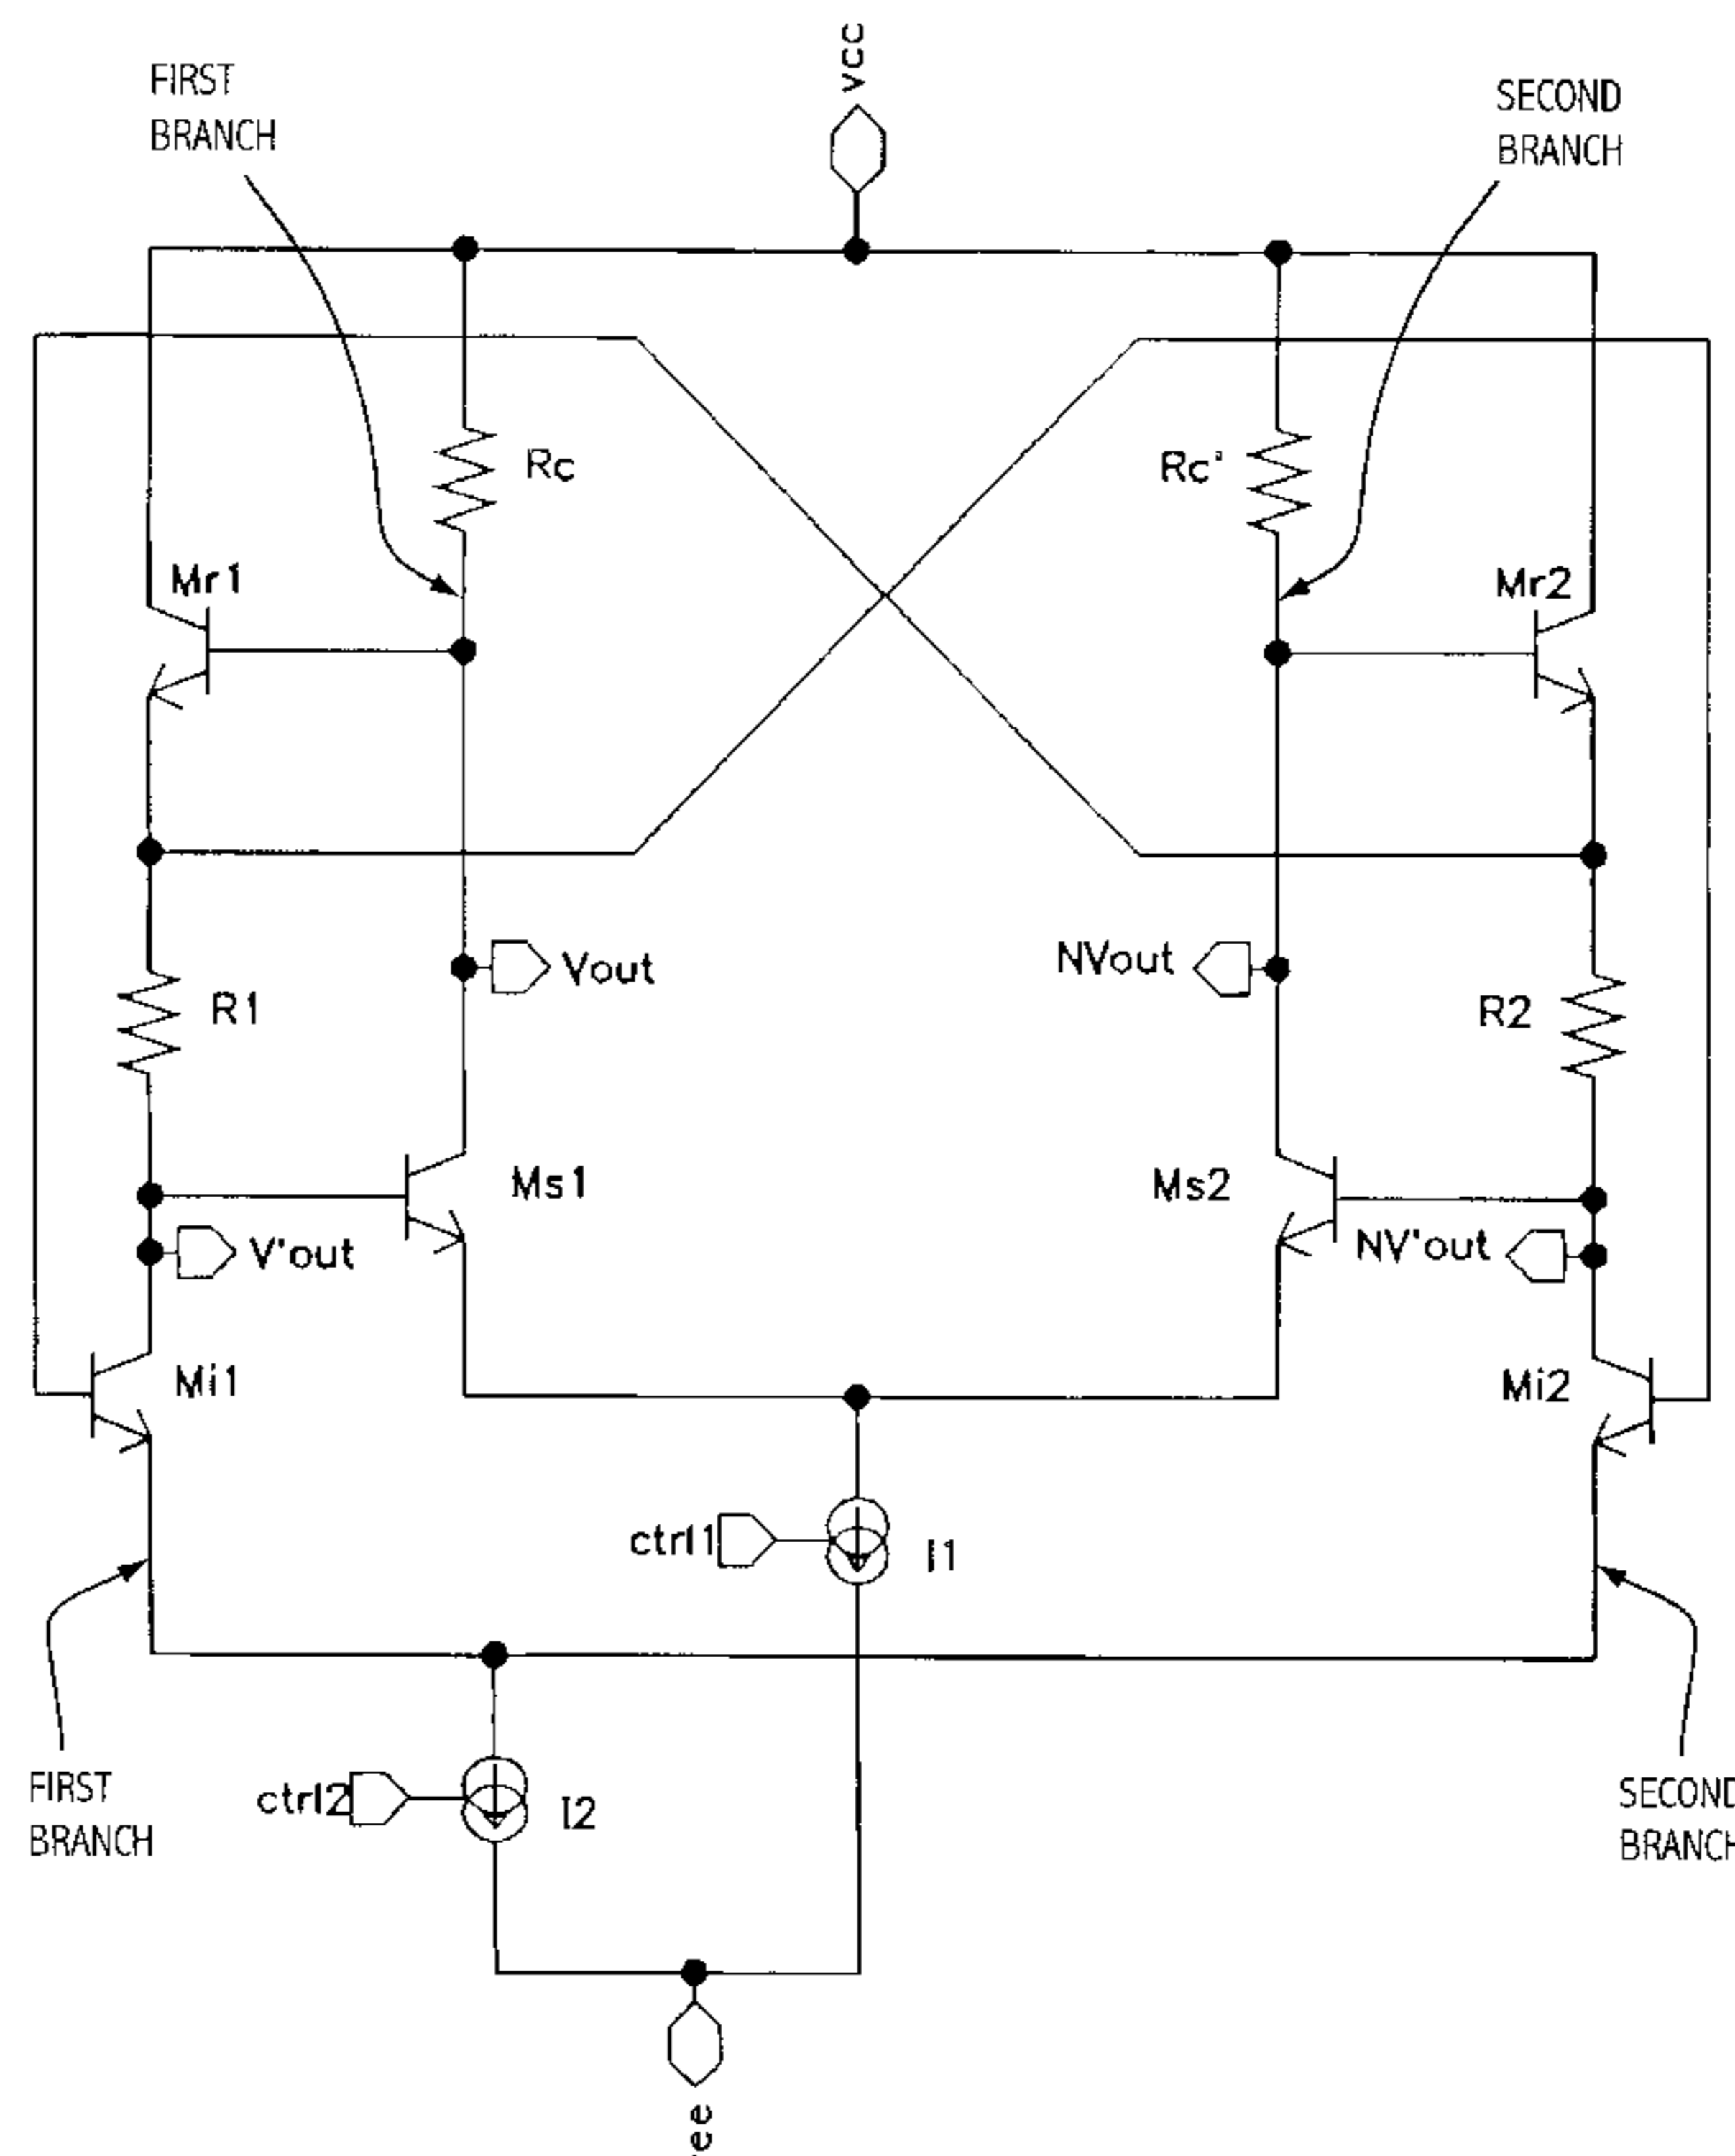 vcc
FIRST
BRANCH
SECOND
BRANCH
Rc
Rc'
Mr1
Mr2
Vout
NVout
R1
R2
Ms1
Ms2
V'out
NV'out
Mi1
Mi2
ctrl1
I1
FIRST
BRANCH
ctrl2
I2
SECOND
BRANCH